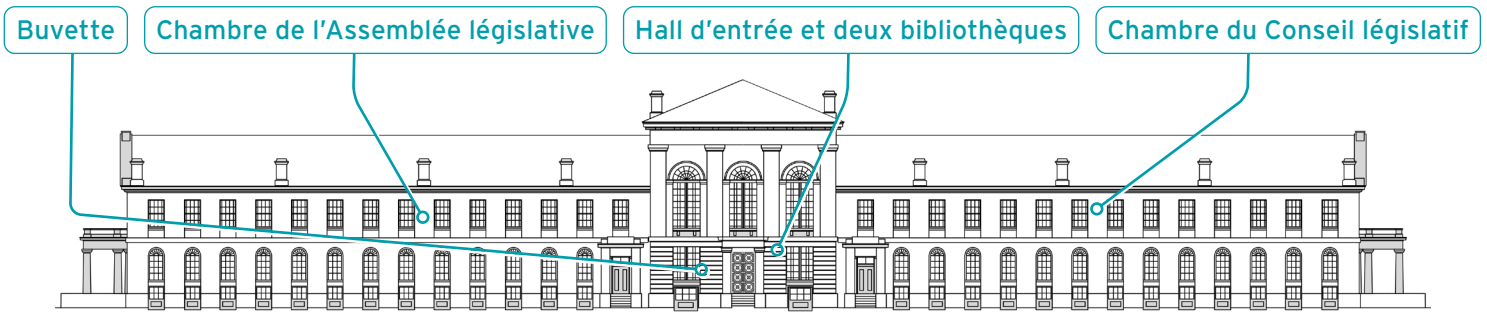 Buvette
Chambre de l’Assemblée législative
Hall d’entrée et deux bibliothèques
Chambre du Conseil législatif